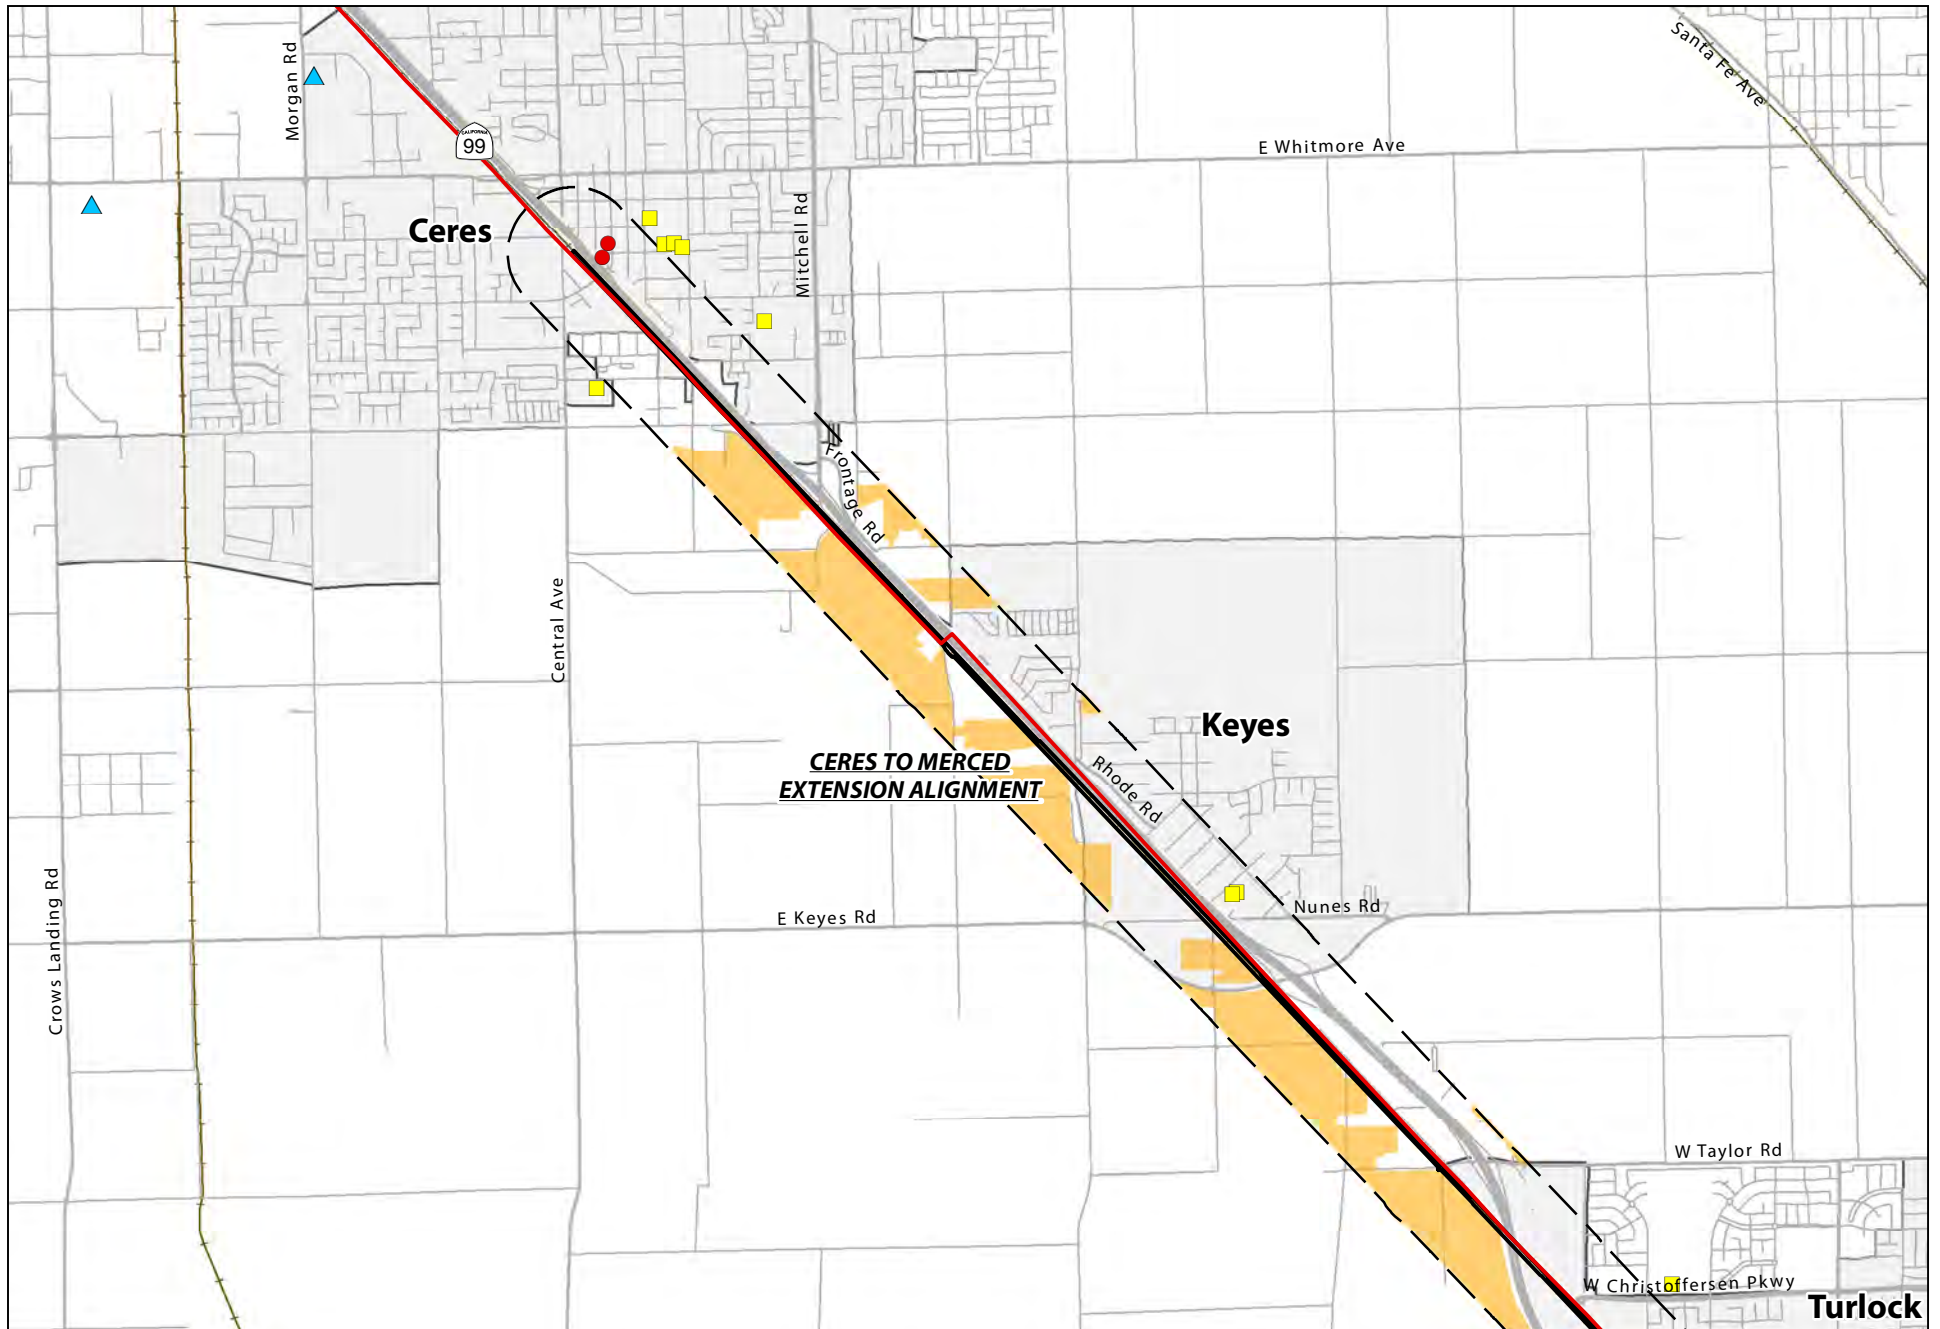 Santa Fe Ave
Morgan Rd
CALIFORNIA
99
E Whitmore Ave
Ceres
Mitchell Rd
Frontage Rd
Central Ave
Keyes
CERES TO MERCED
EXTENSION ALIGNMENT
Rhode Rd
Crows Landing Rd
E Keyes Rd
Nunes Rd
W Taylor Rd
W Christoffersen Pkwy
Turlock